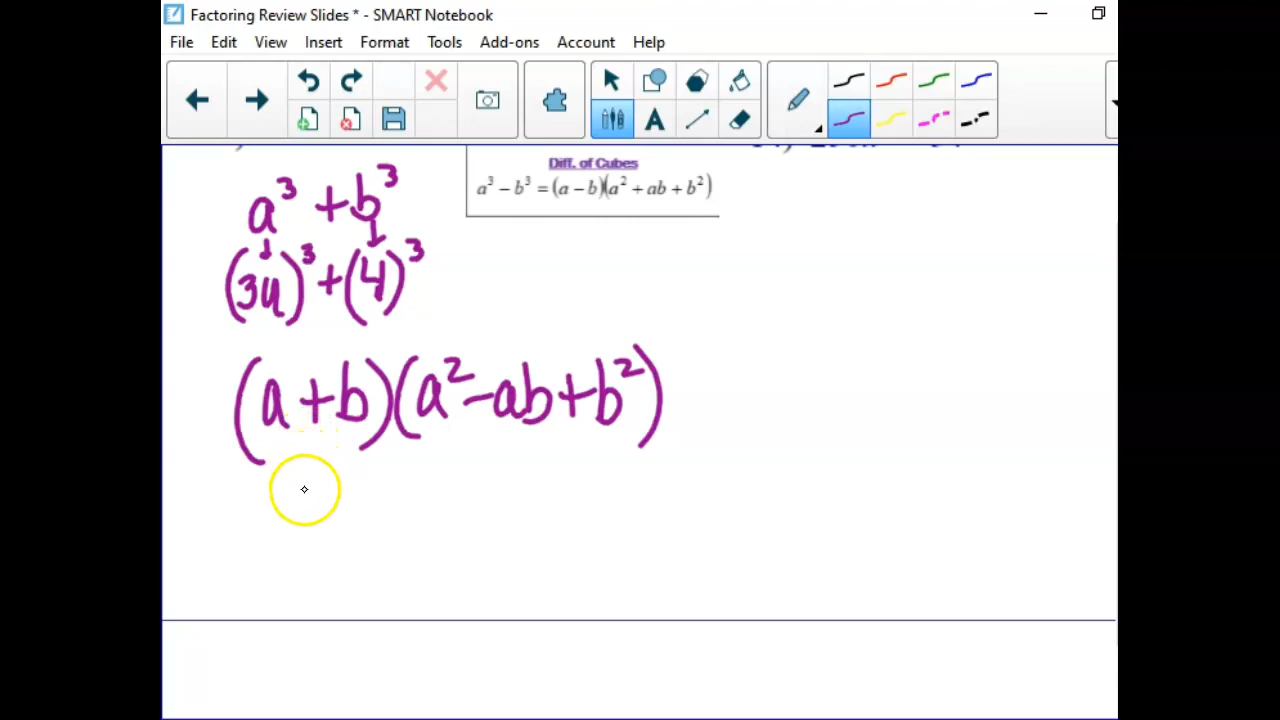 Factoring Review Slides * - SMART Notebook
File Edit View Insert Format Tools Add-ons Account Help
A
Diff. of Cubes
a³ − b³ = (a − b)(a² + ab + b²)
a³ + b³
(3u)³ + (4)³
(a + b)(a² − ab + b²)